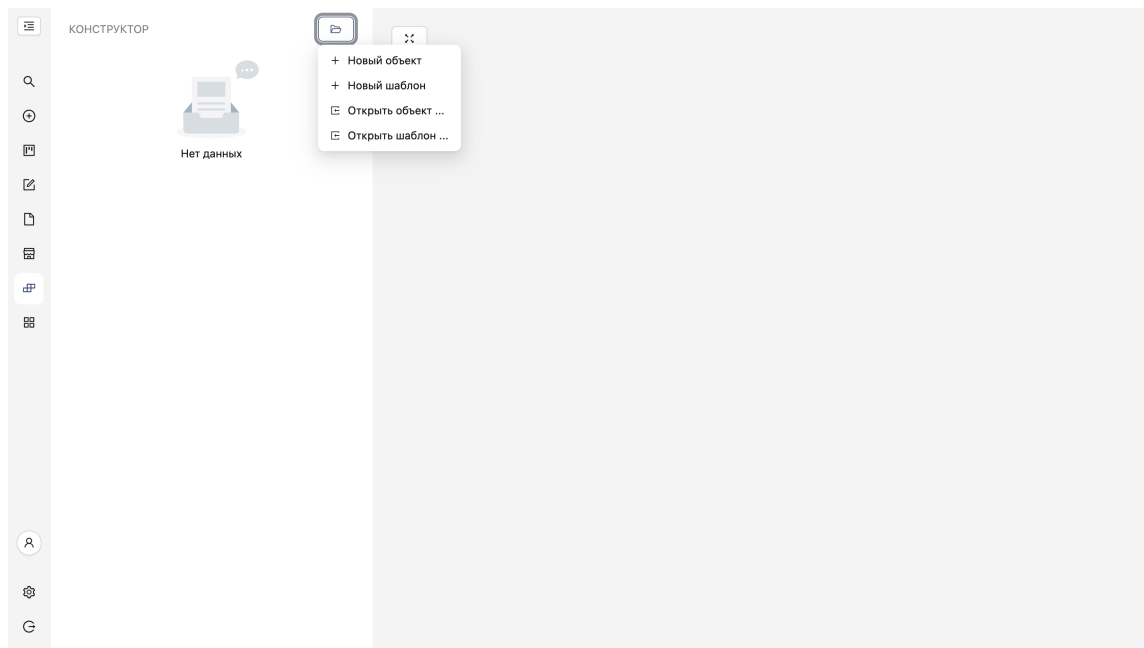 КОНСТРУКТОР
Новый объект
Новый шаблон
Открыть объект ...
Открыть шаблон ...
Нет данных